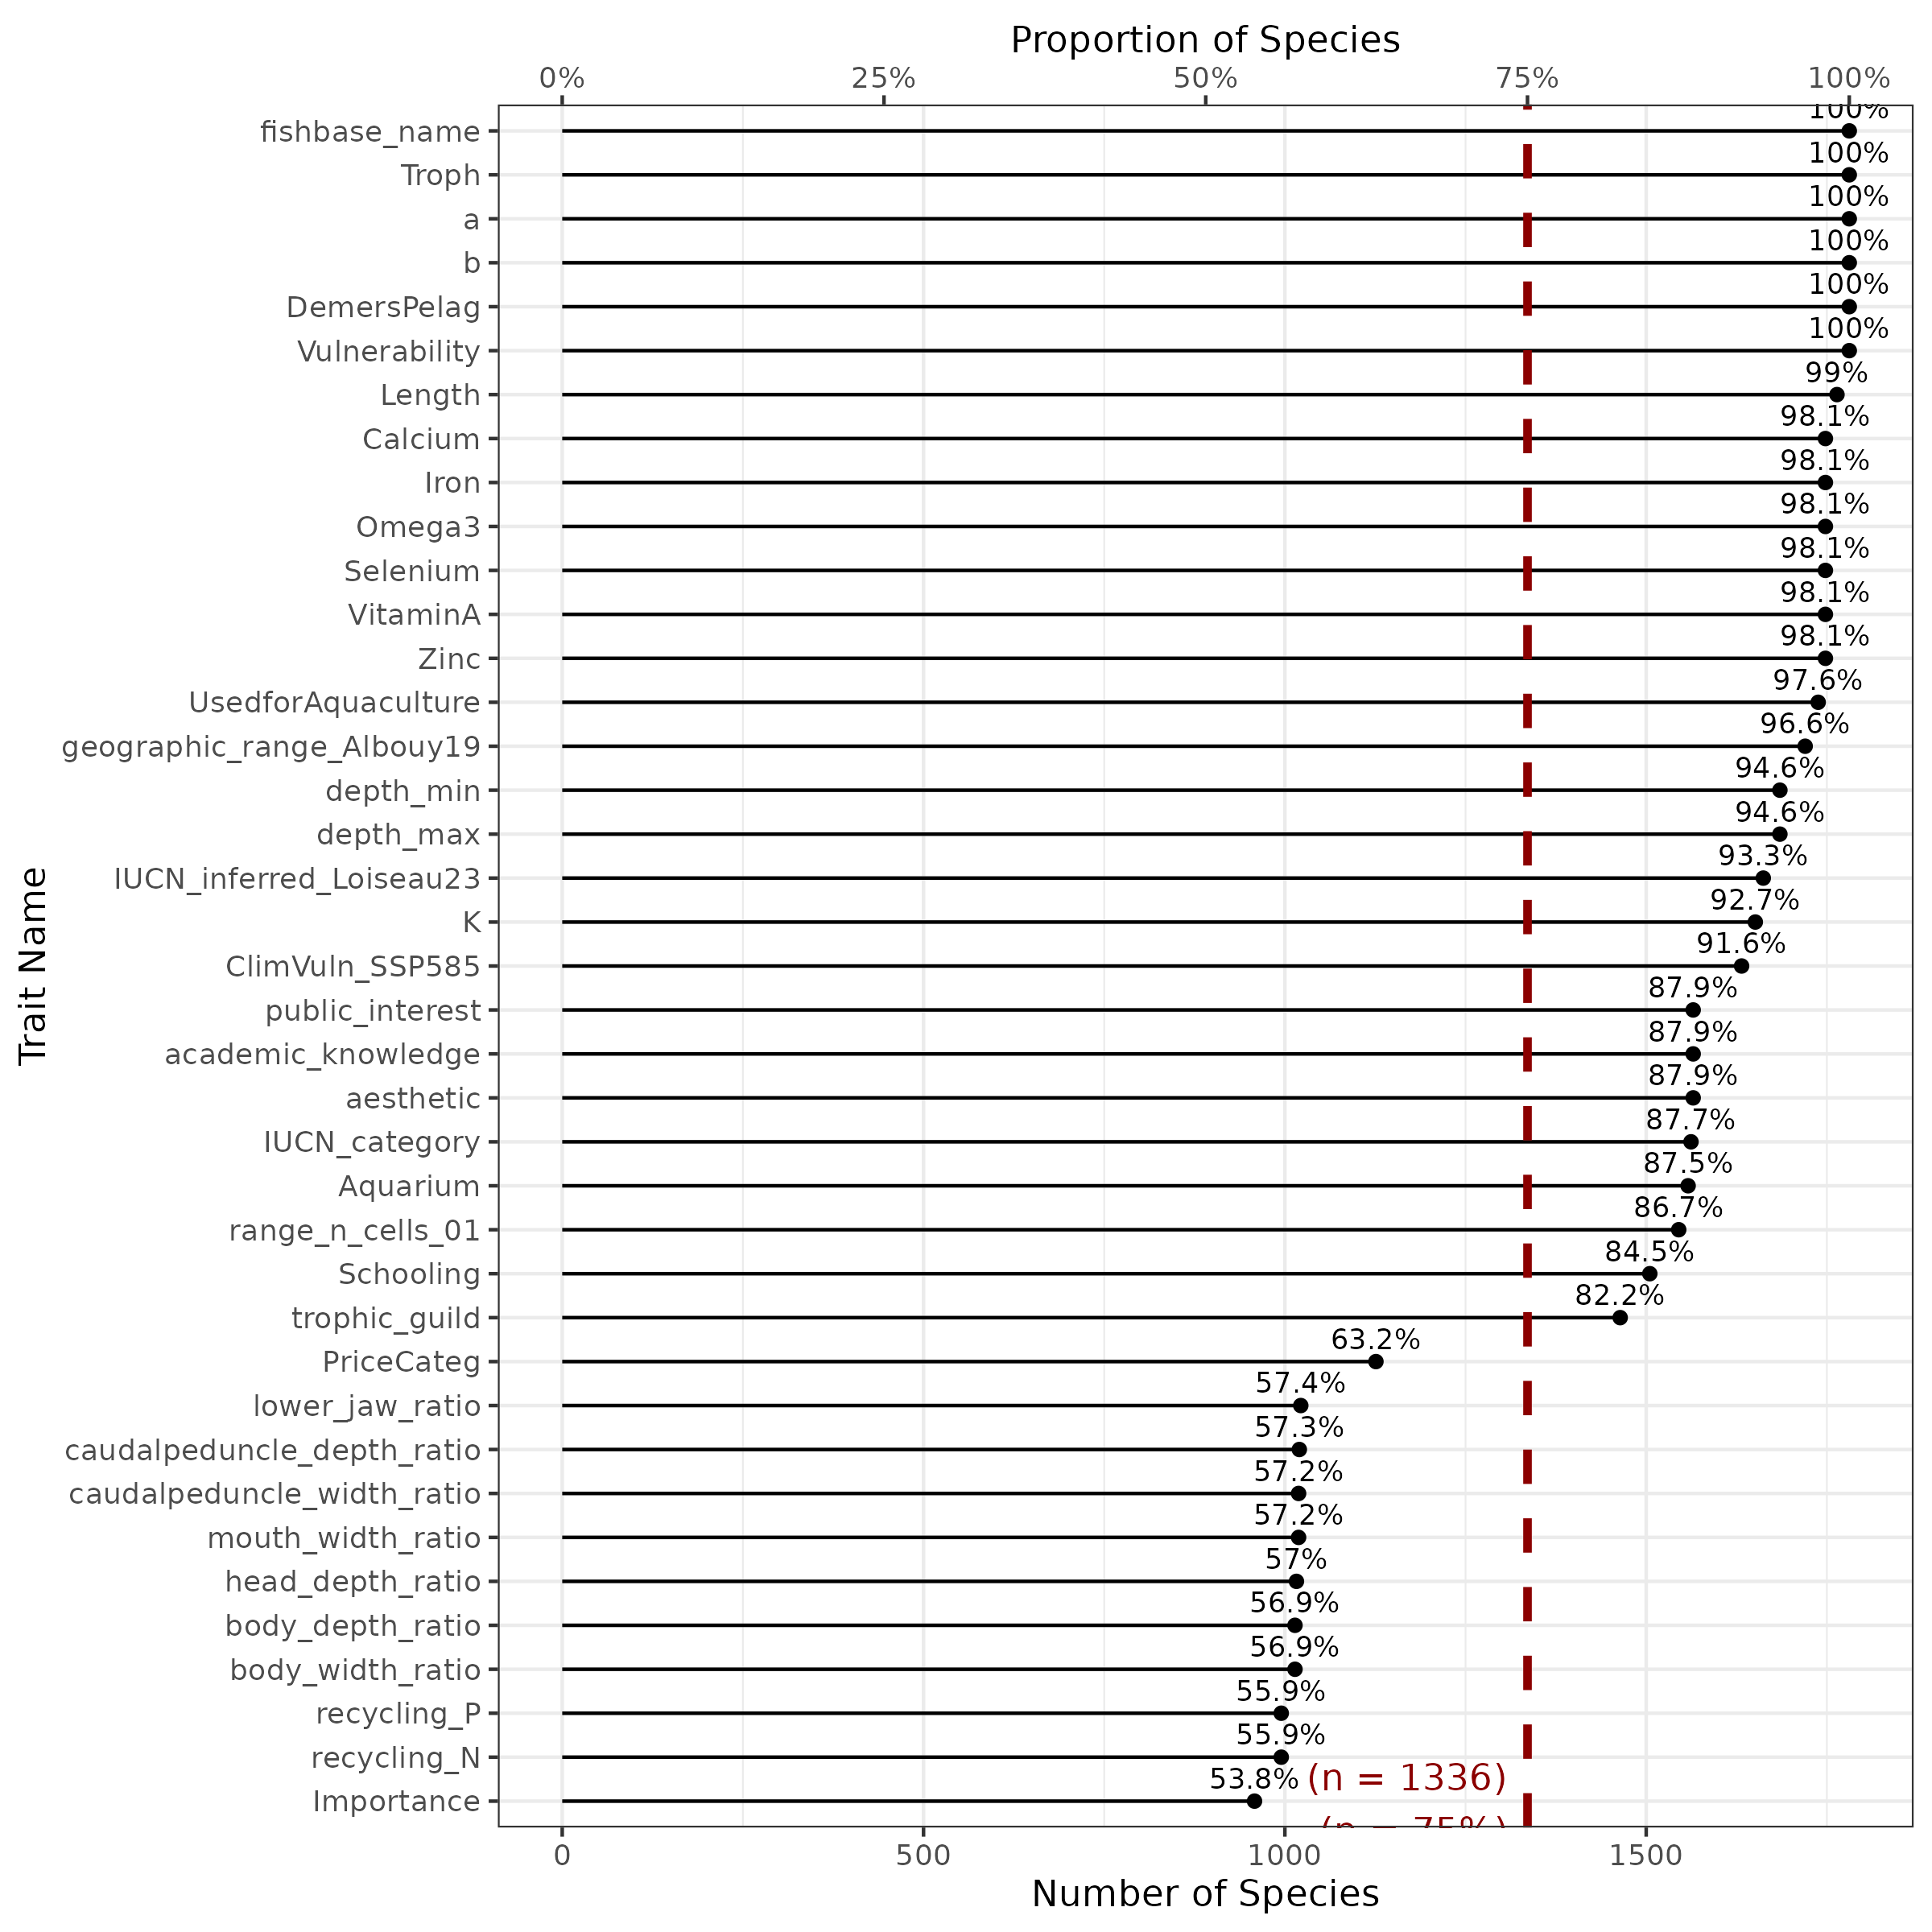 Proportion of Species
0% 25% 50% 75% 100%
Trait Name
fishbase_name 100%
Troph 100%
a 100%
b 100%
DemersPelag 100%
Vulnerability 100%
Length 99%
Calcium 98.1%
Iron 98.1%
Omega3 98.1%
Selenium 98.1%
VitaminA 98.1%
Zinc 98.1%
UsedforAquaculture 97.6%
geographic_range_Albouy19 96.6%
depth_min 94.6%
depth_max 94.6%
IUCN_inferred_Loiseau23 93.3%
K 92.7%
ClimVuln_SSP585 91.6%
public_interest 87.9%
academic_knowledge 87.9%
aesthetic 87.9%
IUCN_category 87.7%
Aquarium 87.5%
range_n_cells_01 86.7%
Schooling 84.5%
trophic_guild 82.2%
PriceCateg 63.2%
lower_jaw_ratio 57.4%
caudalpeduncle_depth_ratio 57.3%
caudalpeduncle_width_ratio 57.2%
mouth_width_ratio 57.2%
head_depth_ratio 57%
body_depth_ratio 56.9%
body_width_ratio 56.9%
recycling_P 55.9%
recycling_N 55.9%
Importance 53.8% (n = 1336)
(n = 75%)
0 500 1000 1500
Number of Species